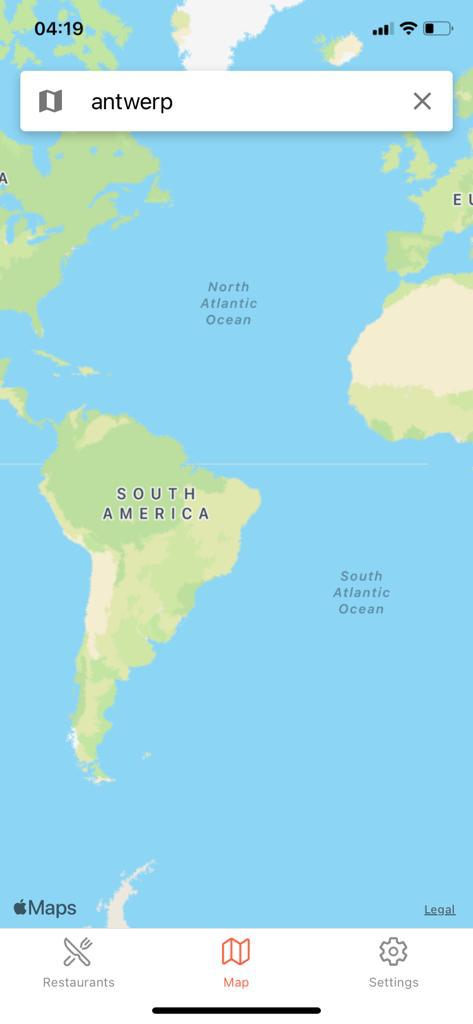 04:19
antwerp
A
E U
North
Atlantic
Ocean
SOUTH
AMERICA
South
Atlantic
Ocean
Maps
Legal
Restaurants
Map
Settings